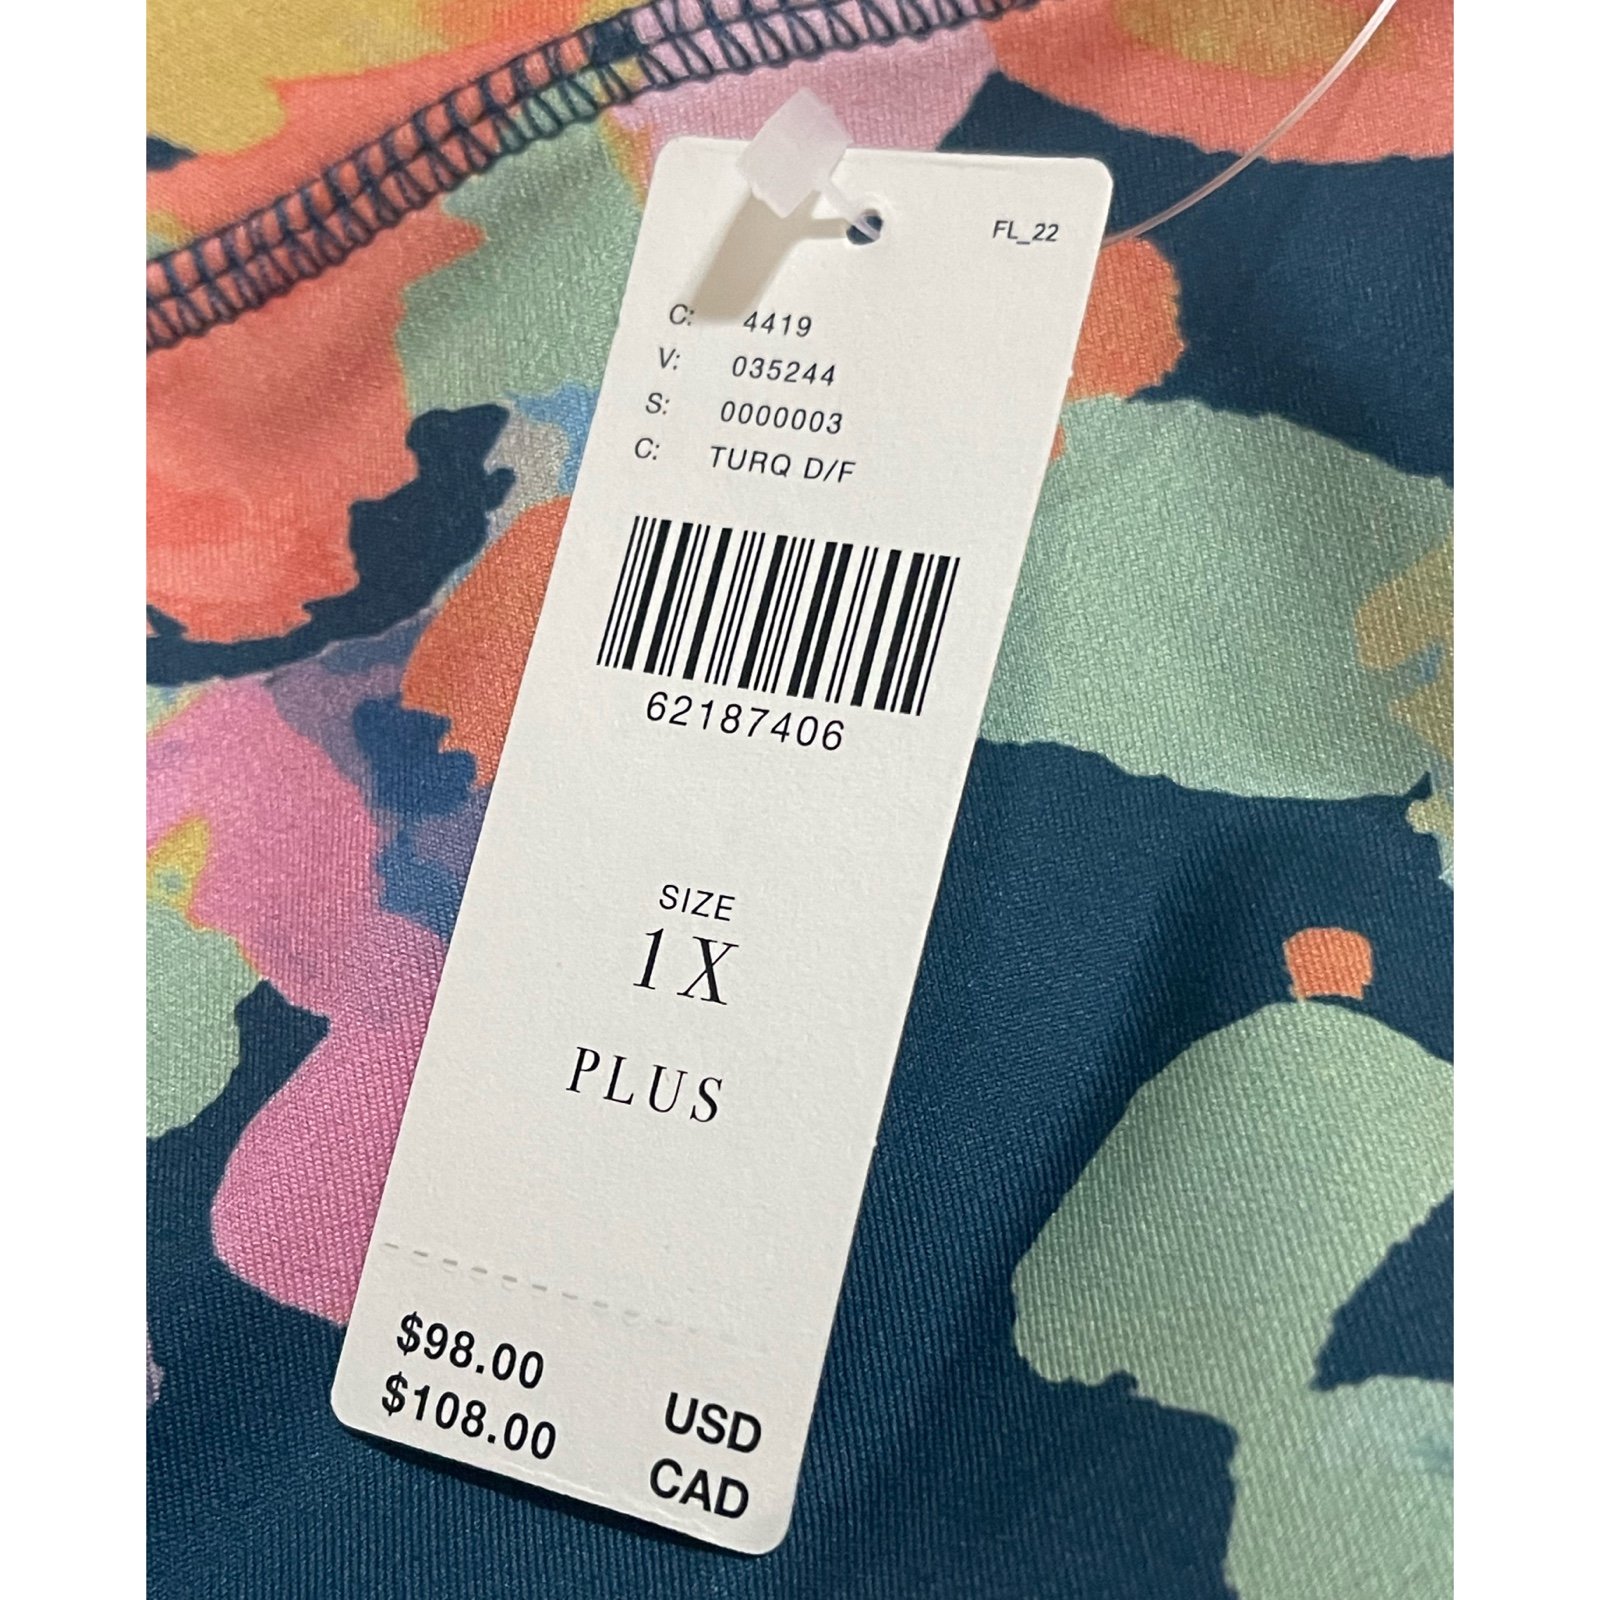 FL_22
C: 4419
V: 035244
S: 0000003
C: TURQ D/F
62187406
SIZE
1X
PLUS
$98.00 USD
$108.00 CAD